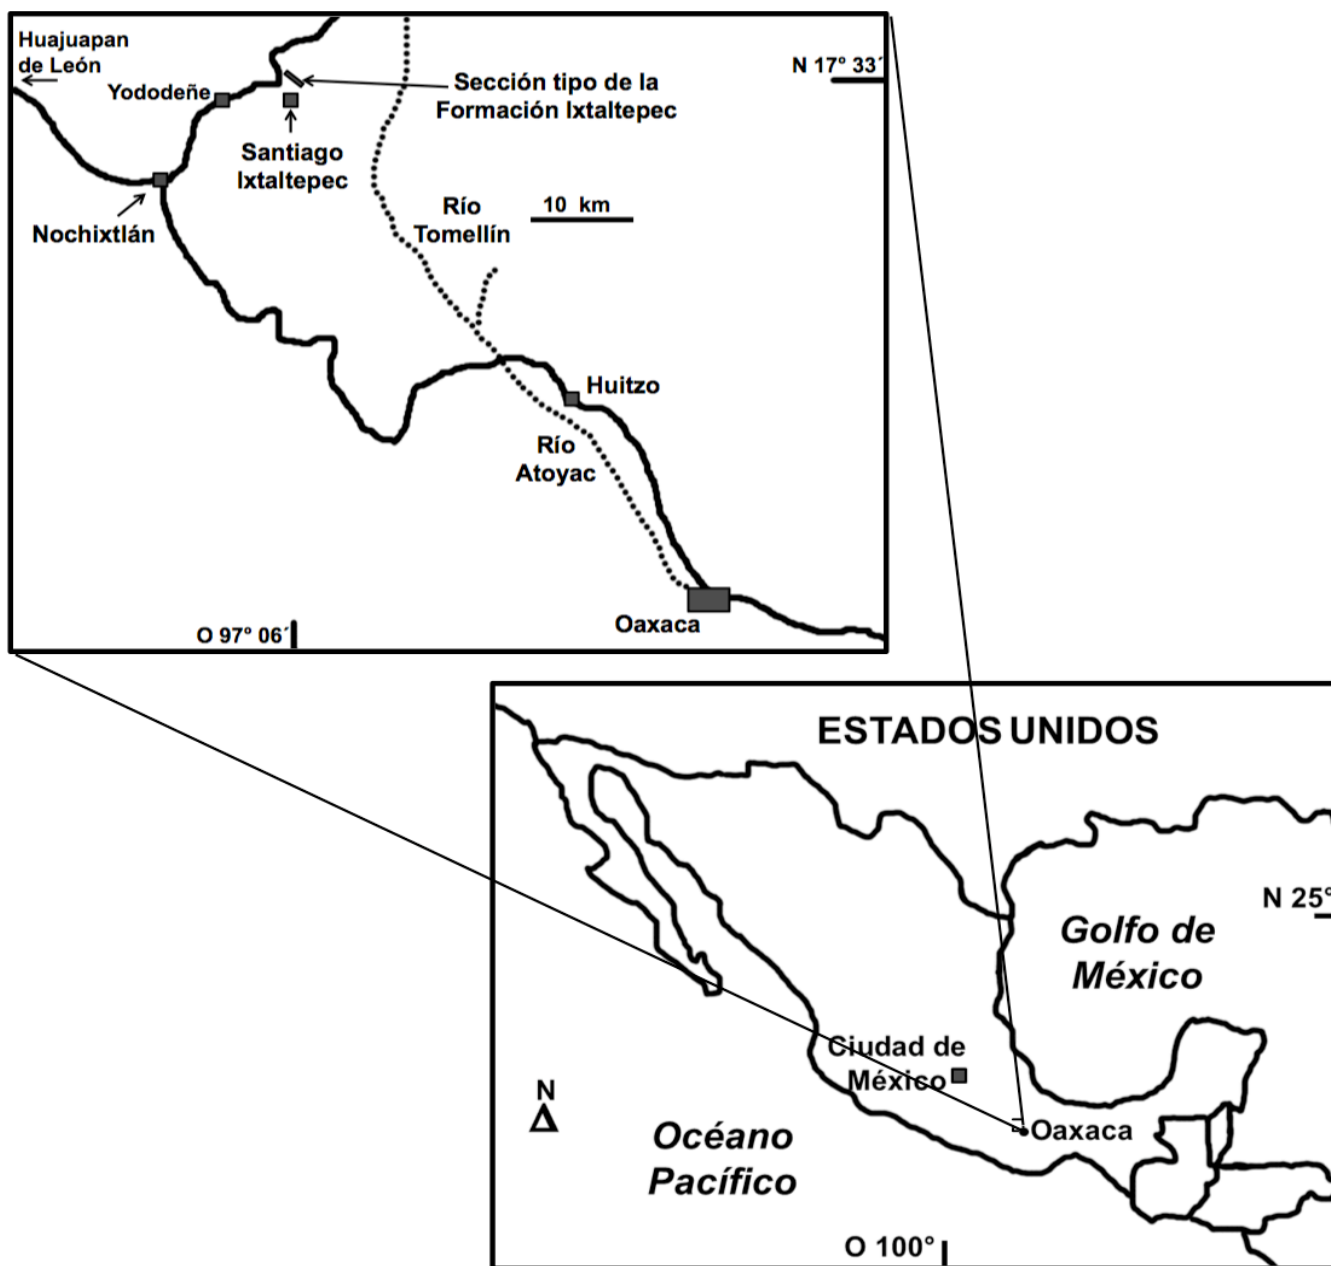 Huajuapan
de León
N 17° 33´
Yododeñe
Sección tipo de la
Formación Ixtaltepec
Santiago
Ixtaltepec
Nochixtlán
Río
Tomellín
10 km
Huitzo
Río
Atoyac
Oaxaca
O 97° 06´
ESTADOS UNIDOS
N 25°
Golfo de
México
Ciudad de
México
N
Oaxaca
Océano
Pacífico
O 100°